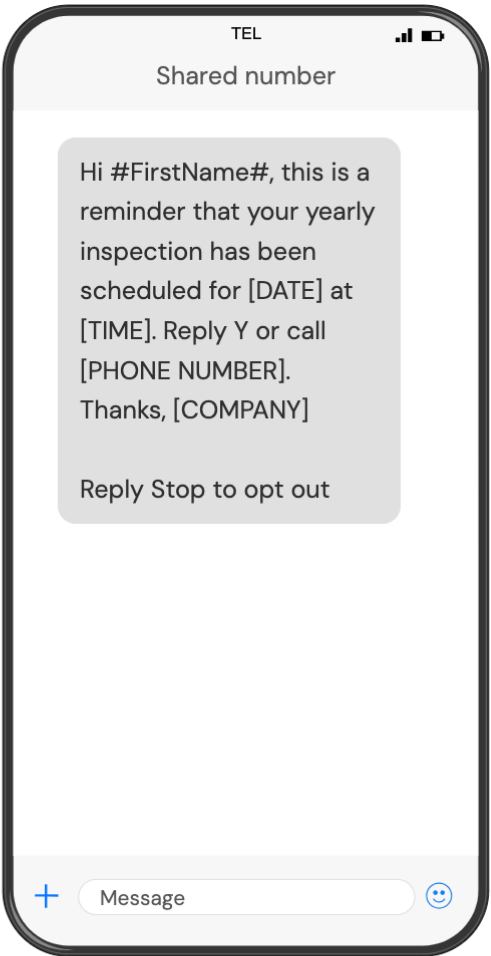 TEL
Shared number
Hi #FirstName#, this is a
reminder that your yearly
inspection has been
scheduled for [DATE] at
[TIME]. Reply Y or call
[PHONE NUMBER].
Thanks, [COMPANY]
Reply Stop to opt out
Message